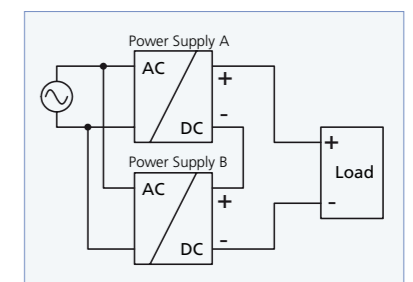 Power Supply A
AC
+
-
DC
Power Supply B
AC
+
-
DC
+
Load
-